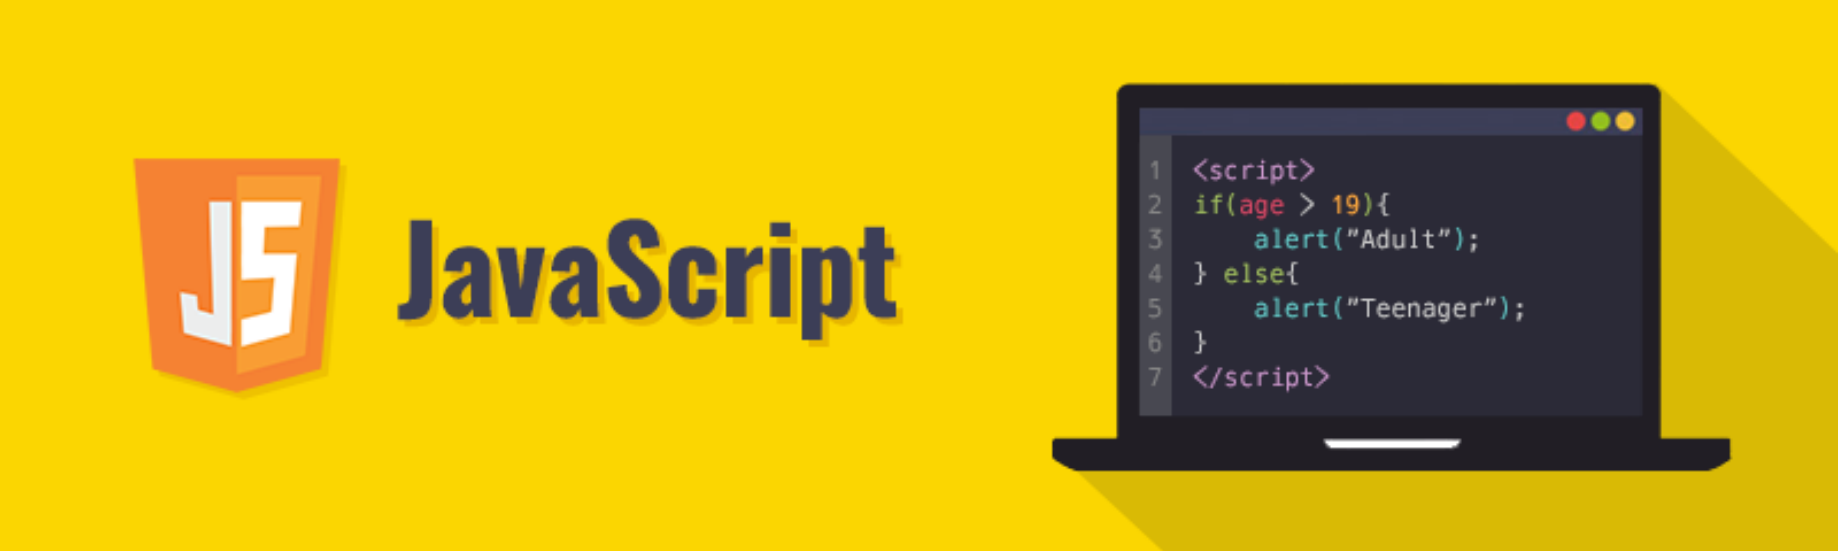 JS
JavaScript
1 <script>
2 if(age > 19){
3     alert("Adult");
4 } else{
5     alert("Teenager");
6 }
7 </script>